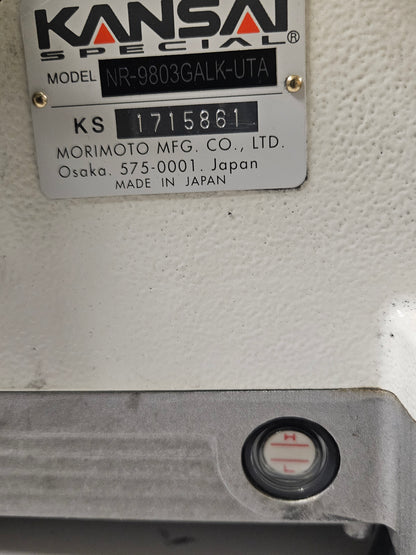 KANSAI
SPECIAL®
MODEL NR-9803GALK-UTA
KS 1715861
MORIMOTO MFG. CO., LTD.
Osaka. 575-0001. Japan
MADE IN JAPAN
H
L